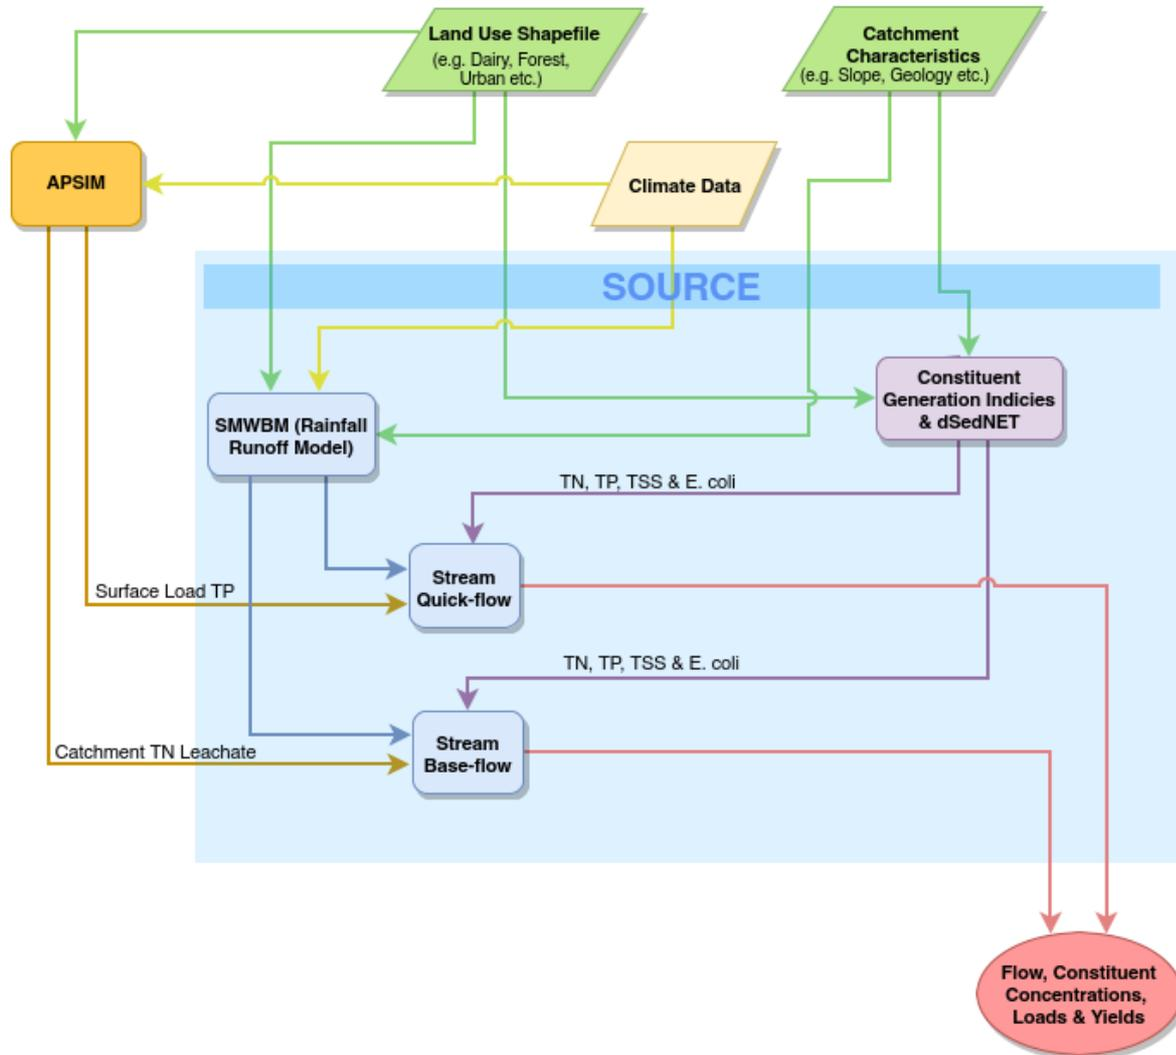 Land Use Shapefile
(e.g. Dairy, Forest,
Urban etc.)
Catchment
Characteristics
(e.g. Slope, Geology etc.)
APSIM
Climate Data
SOURCE
Constituent
Generation Indicies
& dSedNET
SMWBM (Rainfall
Runoff Model)
TN, TP, TSS & E. coli
Stream
Quick-flow
Surface Load TP
TN, TP, TSS & E. coli
Stream
Base-flow
Catchment TN Leachate
Flow, Constituent
Concentrations,
Loads & Yields